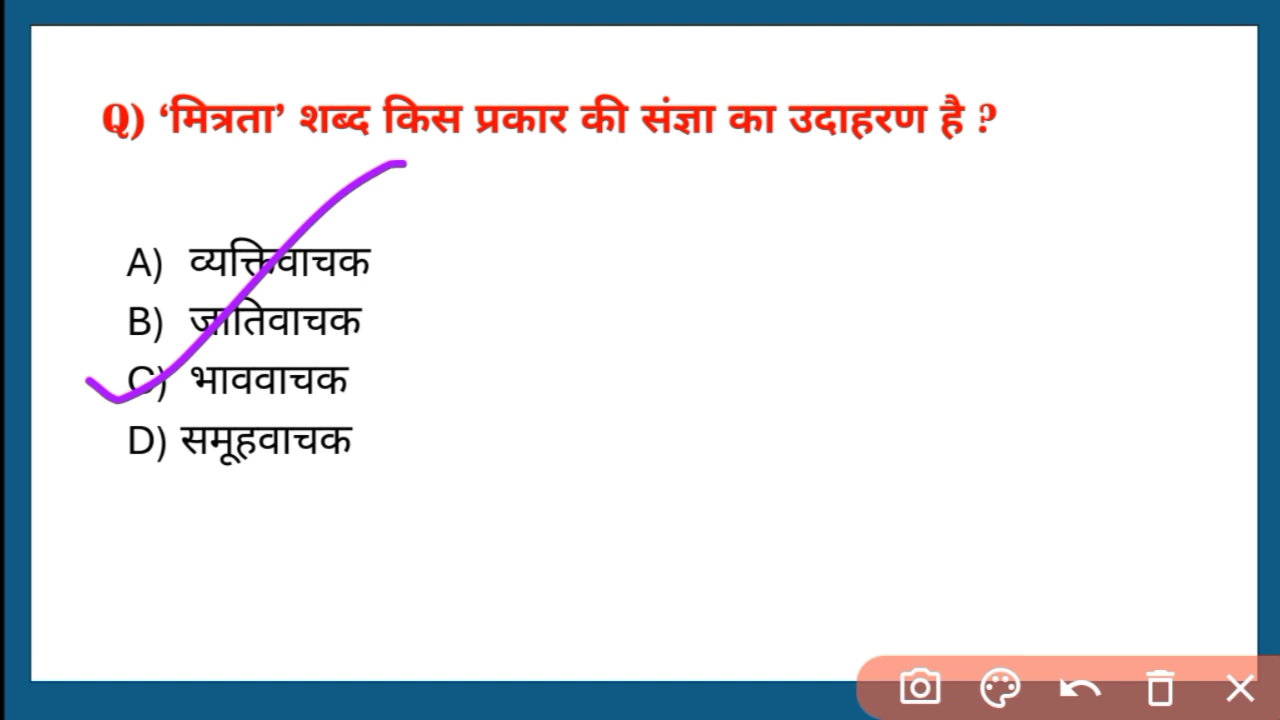 Q) ‘मित्रता’ शब्द किस प्रकार की संज्ञा का उदाहरण है ?
A) व्यक्तिवाचक
B) जातिवाचक
C) भाववाचक
D) समूहवाचक